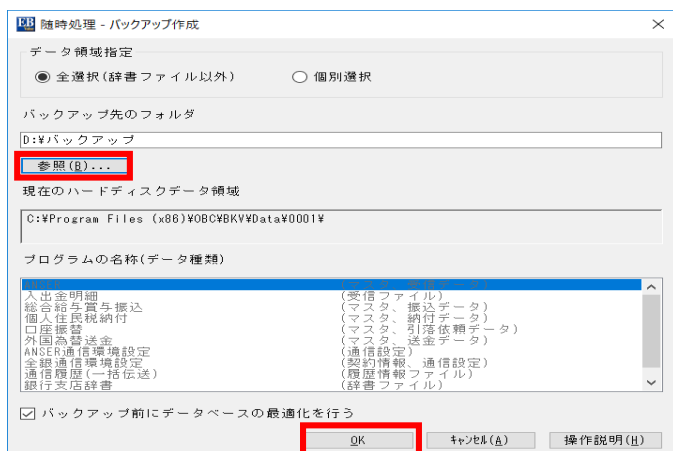 EB 随時処理 - バックアップ作成
データ領域指定
全選択(辞書ファイル以外) 個別選択
バックアップ先のフォルダ
D:¥バックアップ
参照(B)...
現在のハードディスクデータ領域
C:¥Program Files (x86)¥OBC¥BKV¥Data¥0001¥
プログラムの名称(データ種類)
ANSER (マスタ、受信データ)
入出金明細 (受信ファイル)
総合給与賞与振込 (マスタ、振込データ)
個人住民税納付 (マスタ、納付データ)
口座振替 (マスタ、引落依頼データ)
外国為替送金 (マスタ、送金データ)
ANSER通信環境設定 (通信設定)
全銀通信環境設定 (契約情報、通信設定)
通信履歴(一括伝送) (履歴情報ファイル)
銀行支店辞書 (辞書ファイル)
バックアップ前にデータベースの最適化を行う
OK キャンセル(A) 操作説明(H)